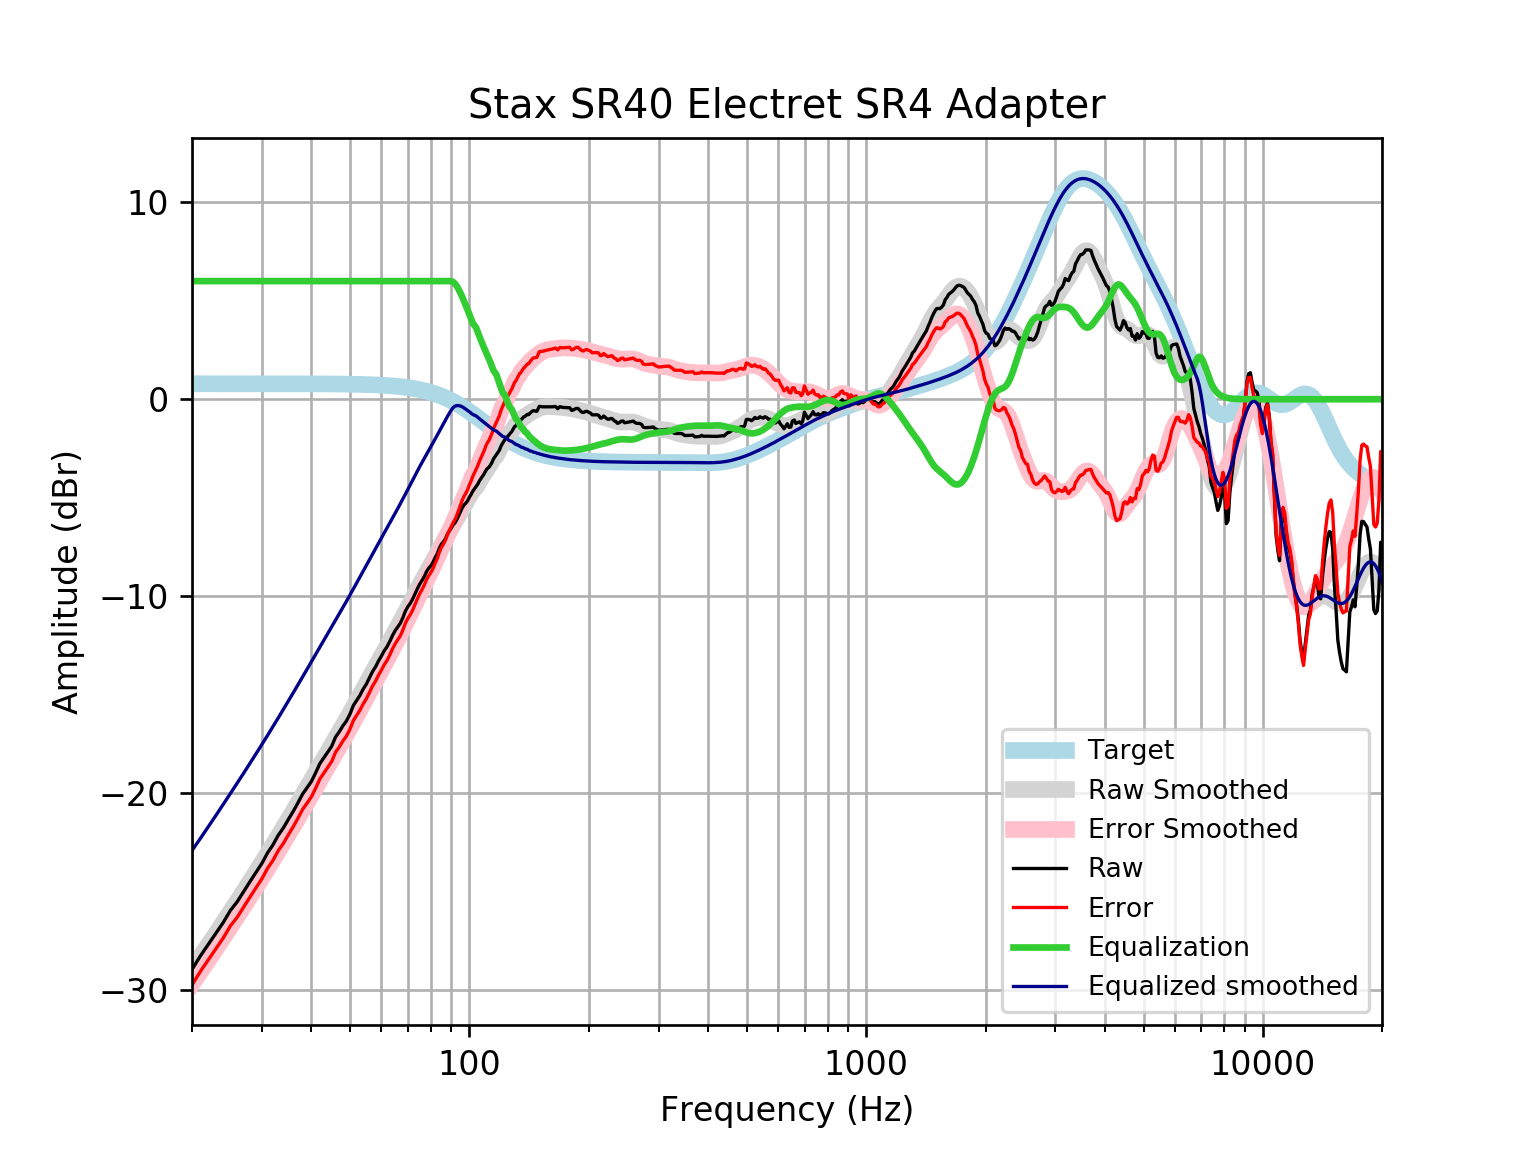 Stax SR40 Electret SR4 Adapter
Amplitude (dBr)
10
0
−10
−20
−30
Target
Raw Smoothed
Error Smoothed
Raw
Error
Equalization
Equalized smoothed
100 1000 10000
Frequency (Hz)